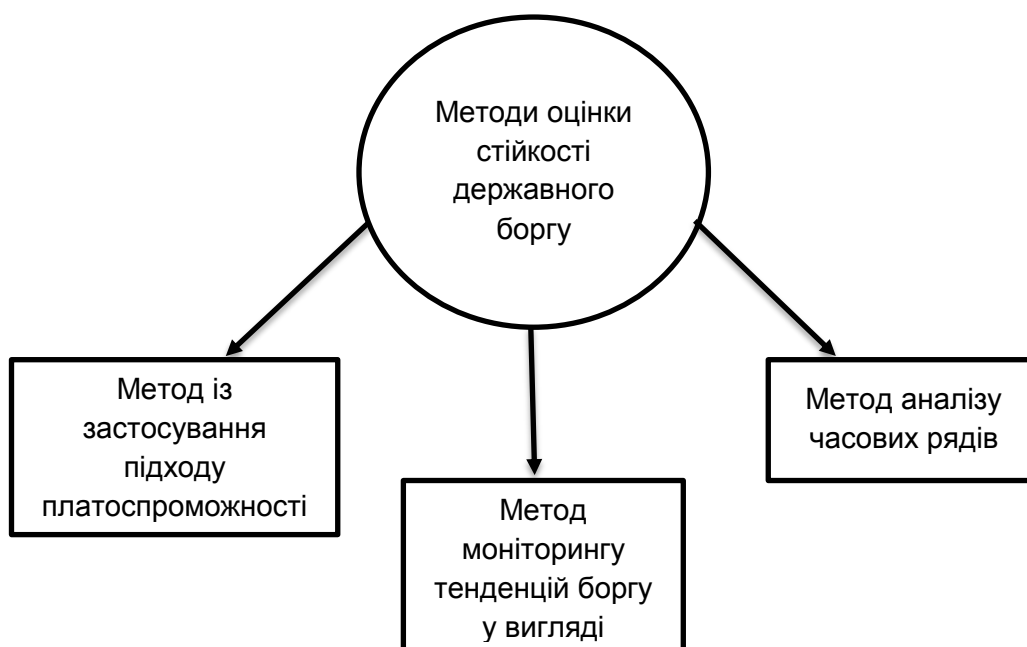 Методи оцінки
стійкості
державного
боргу
Метод із
застосування
підходу
платоспроможності
Метод
моніторингу
тенденцій боргу
у вигляді
Метод аналізу
часових рядів